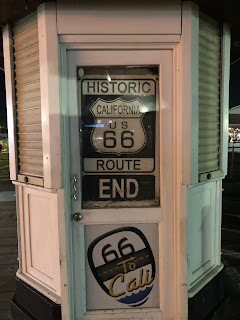 HISTORIC
CALIFORNIA
US
66
ROUTE
END
66
To
Cali